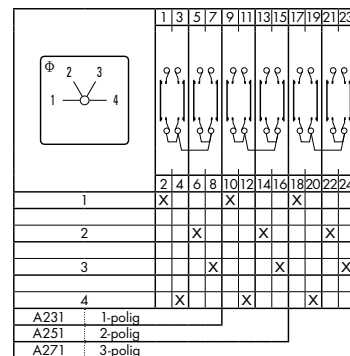 1 3 5 7 9 11 13 15 17 19 21 23
Φ 2 3
1 4
2 4 6 8 10 12 14 16 18 20 22 24
1 X X X
2 X X X
3 X X X
4 X X X
A231 1-polig
A251 2-polig
A271 3-polig